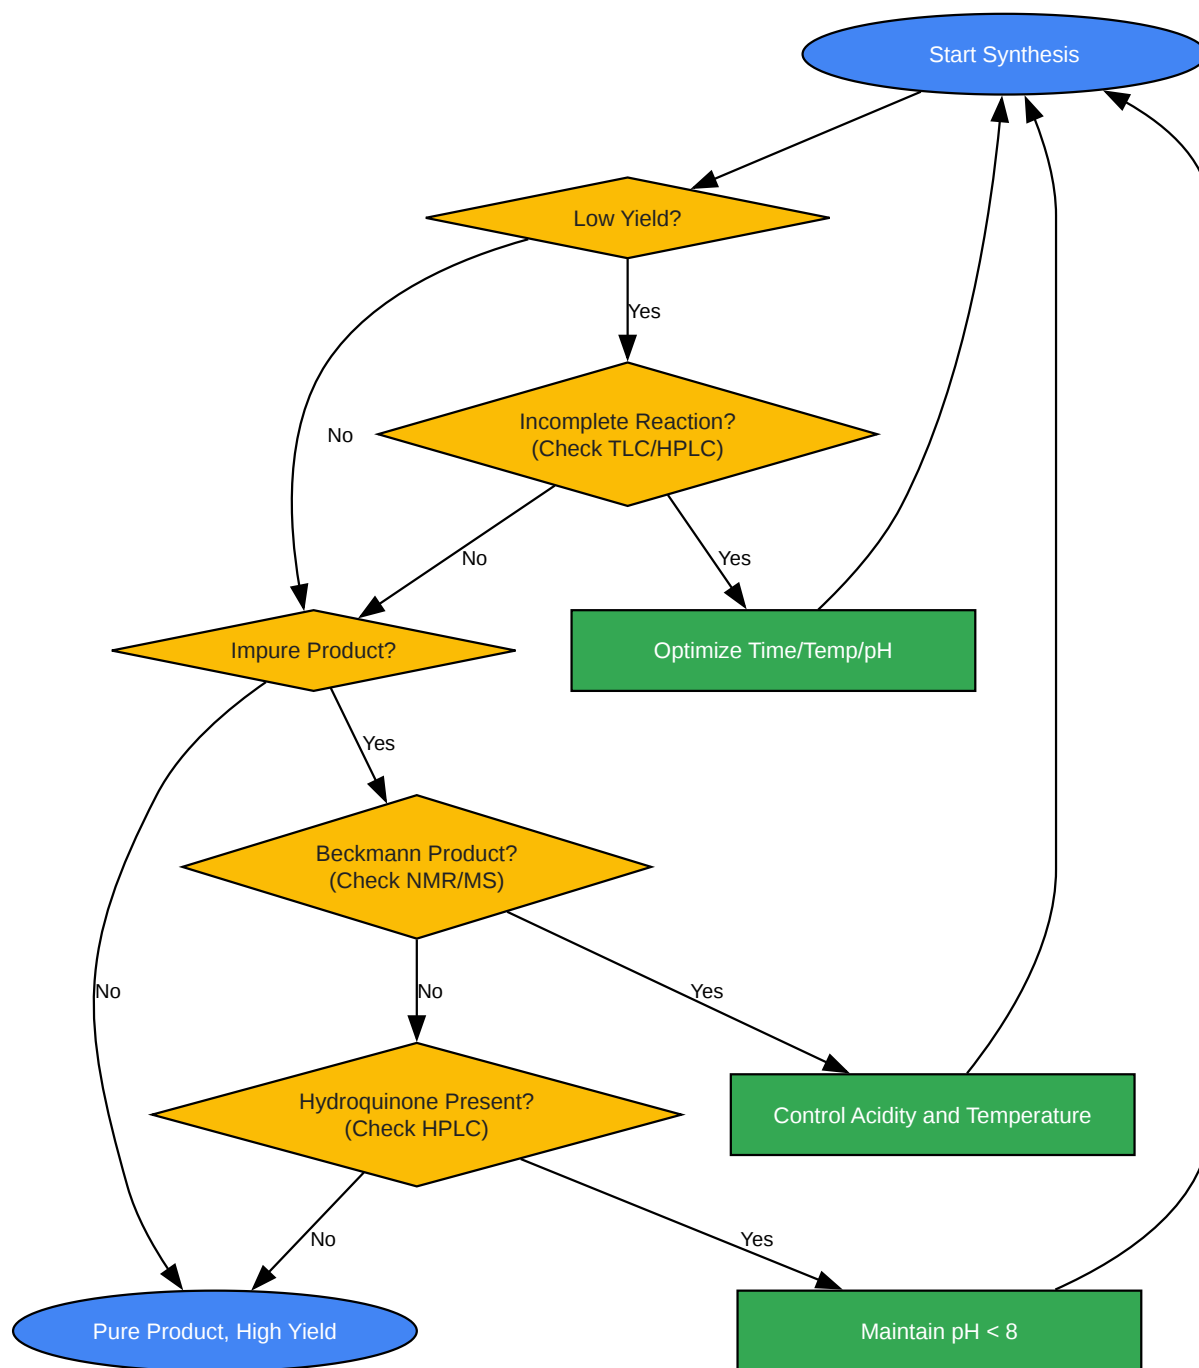 Start Synthesis
Low Yield?
Yes
Incomplete Reaction?
(Check TLC/HPLC)
No
No
Yes
Impure Product?
Optimize Time/Temp/pH
Yes
Beckmann Product?
(Check NMR/MS)
No
No
Yes
Hydroquinone Present?
(Check HPLC)
Control Acidity and Temperature
No
Yes
Pure Product, High Yield
Maintain pH < 8